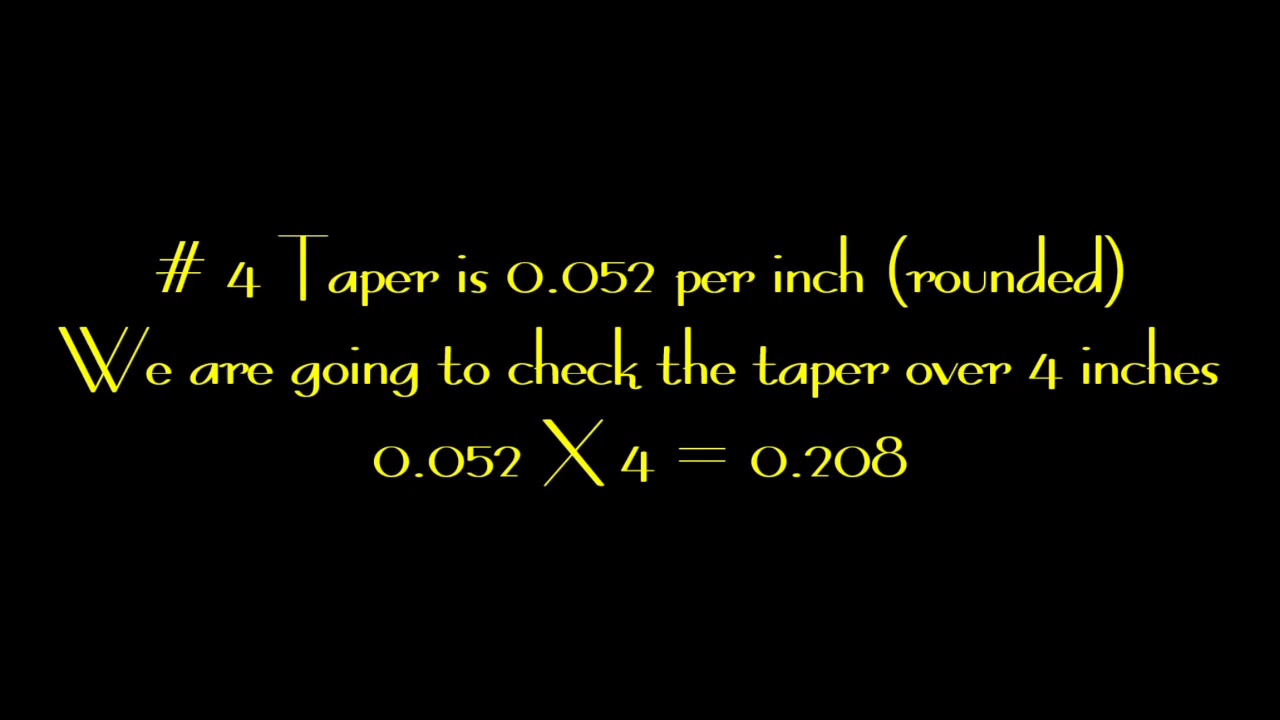 # 4 Taper is 0.052 per inch (rounded)
We are going to check the taper over 4 inches
0.052 X 4 = 0.208